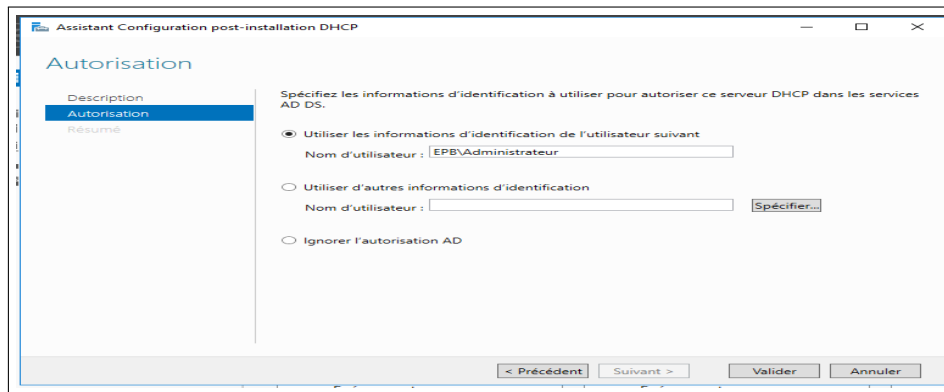 Assistant Configuration post-installation DHCP
Autorisation
Description
Autorisation
Résumé
Spécifiez les informations d'identification à utiliser pour autoriser ce serveur DHCP dans les services
AD DS.
Utiliser les informations d'identification de l'utilisateur suivant
Nom d'utilisateur : EPB\Administrateur
Utiliser d'autres informations d'identification
Nom d'utilisateur : Spécifier...
Ignorer l'autorisation AD
< Précédent Suivant > Valider Annuler